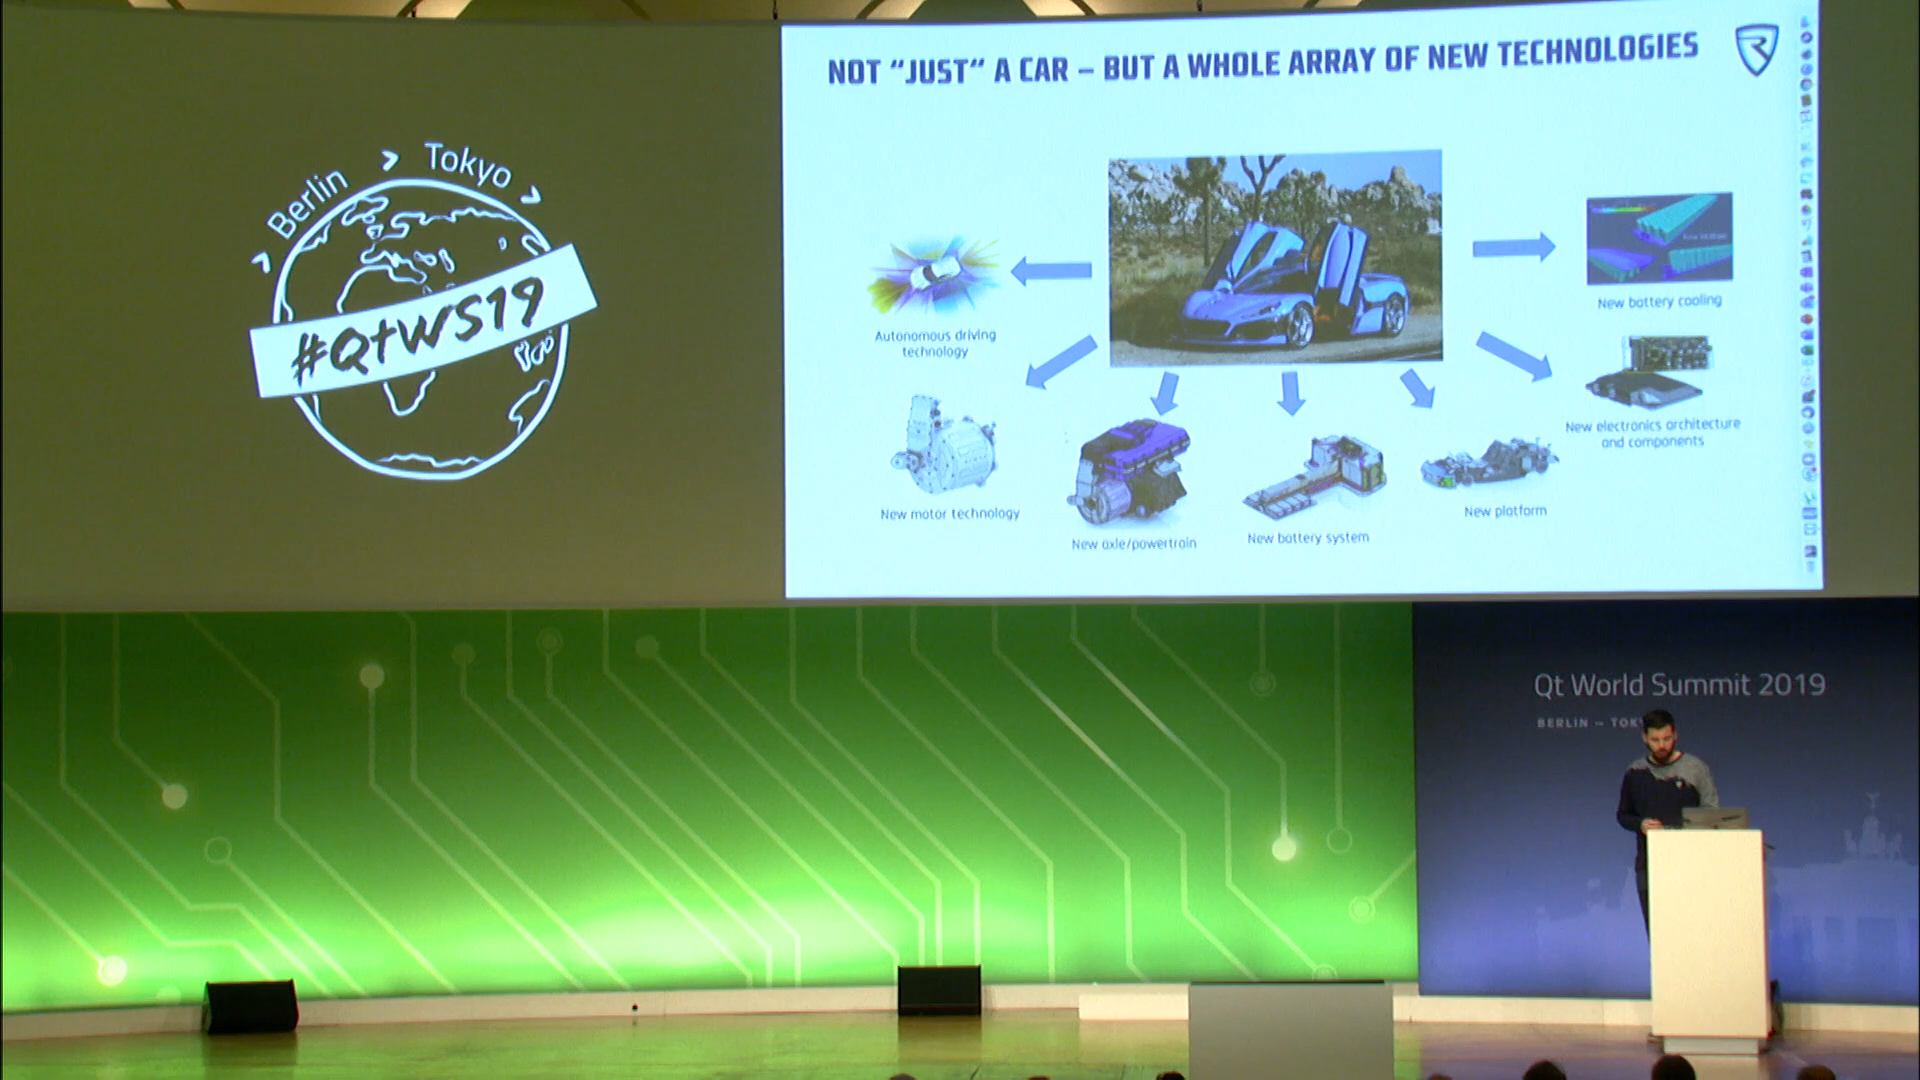 Berlin > Tokyo >
#QtWS19
NOT “JUST“ A CAR – BUT A WHOLE ARRAY OF NEW TECHNOLOGIES
R
Autonomous driving
technology
New motor technology
New axle/powertrain
New battery system
New platform
New electronics architecture
and components
New battery cooling
Qt World Summit 2019
BERLIN – TOK